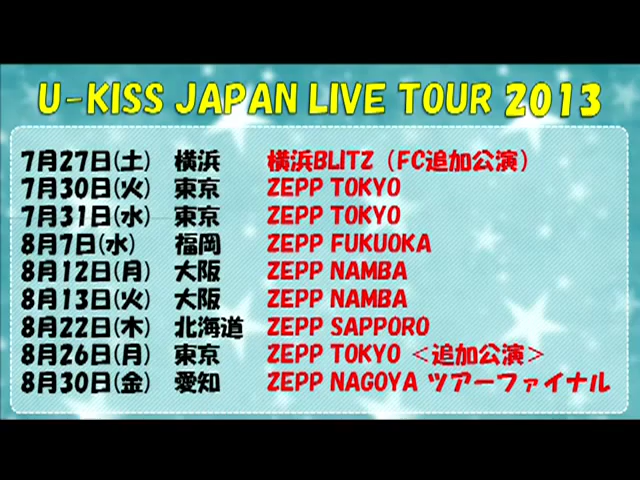 U-KISS JAPAN LIVE TOUR 2013
7月27日(土) 横浜 横浜BLITZ（FC追加公演）
7月30日(火) 東京 ZEPP TOKYO
7月31日(水) 東京 ZEPP TOKYO
8月7日(水) 福岡 ZEPP FUKUOKA
8月12日(月) 大阪 ZEPP NAMBA
8月13日(火) 大阪 ZEPP NAMBA
8月22日(木) 北海道 ZEPP SAPPORO
8月26日(月) 東京 ZEPP TOKYO ＜追加公演＞
8月30日(金) 愛知 ZEPP NAGOYA ツアーファイナル